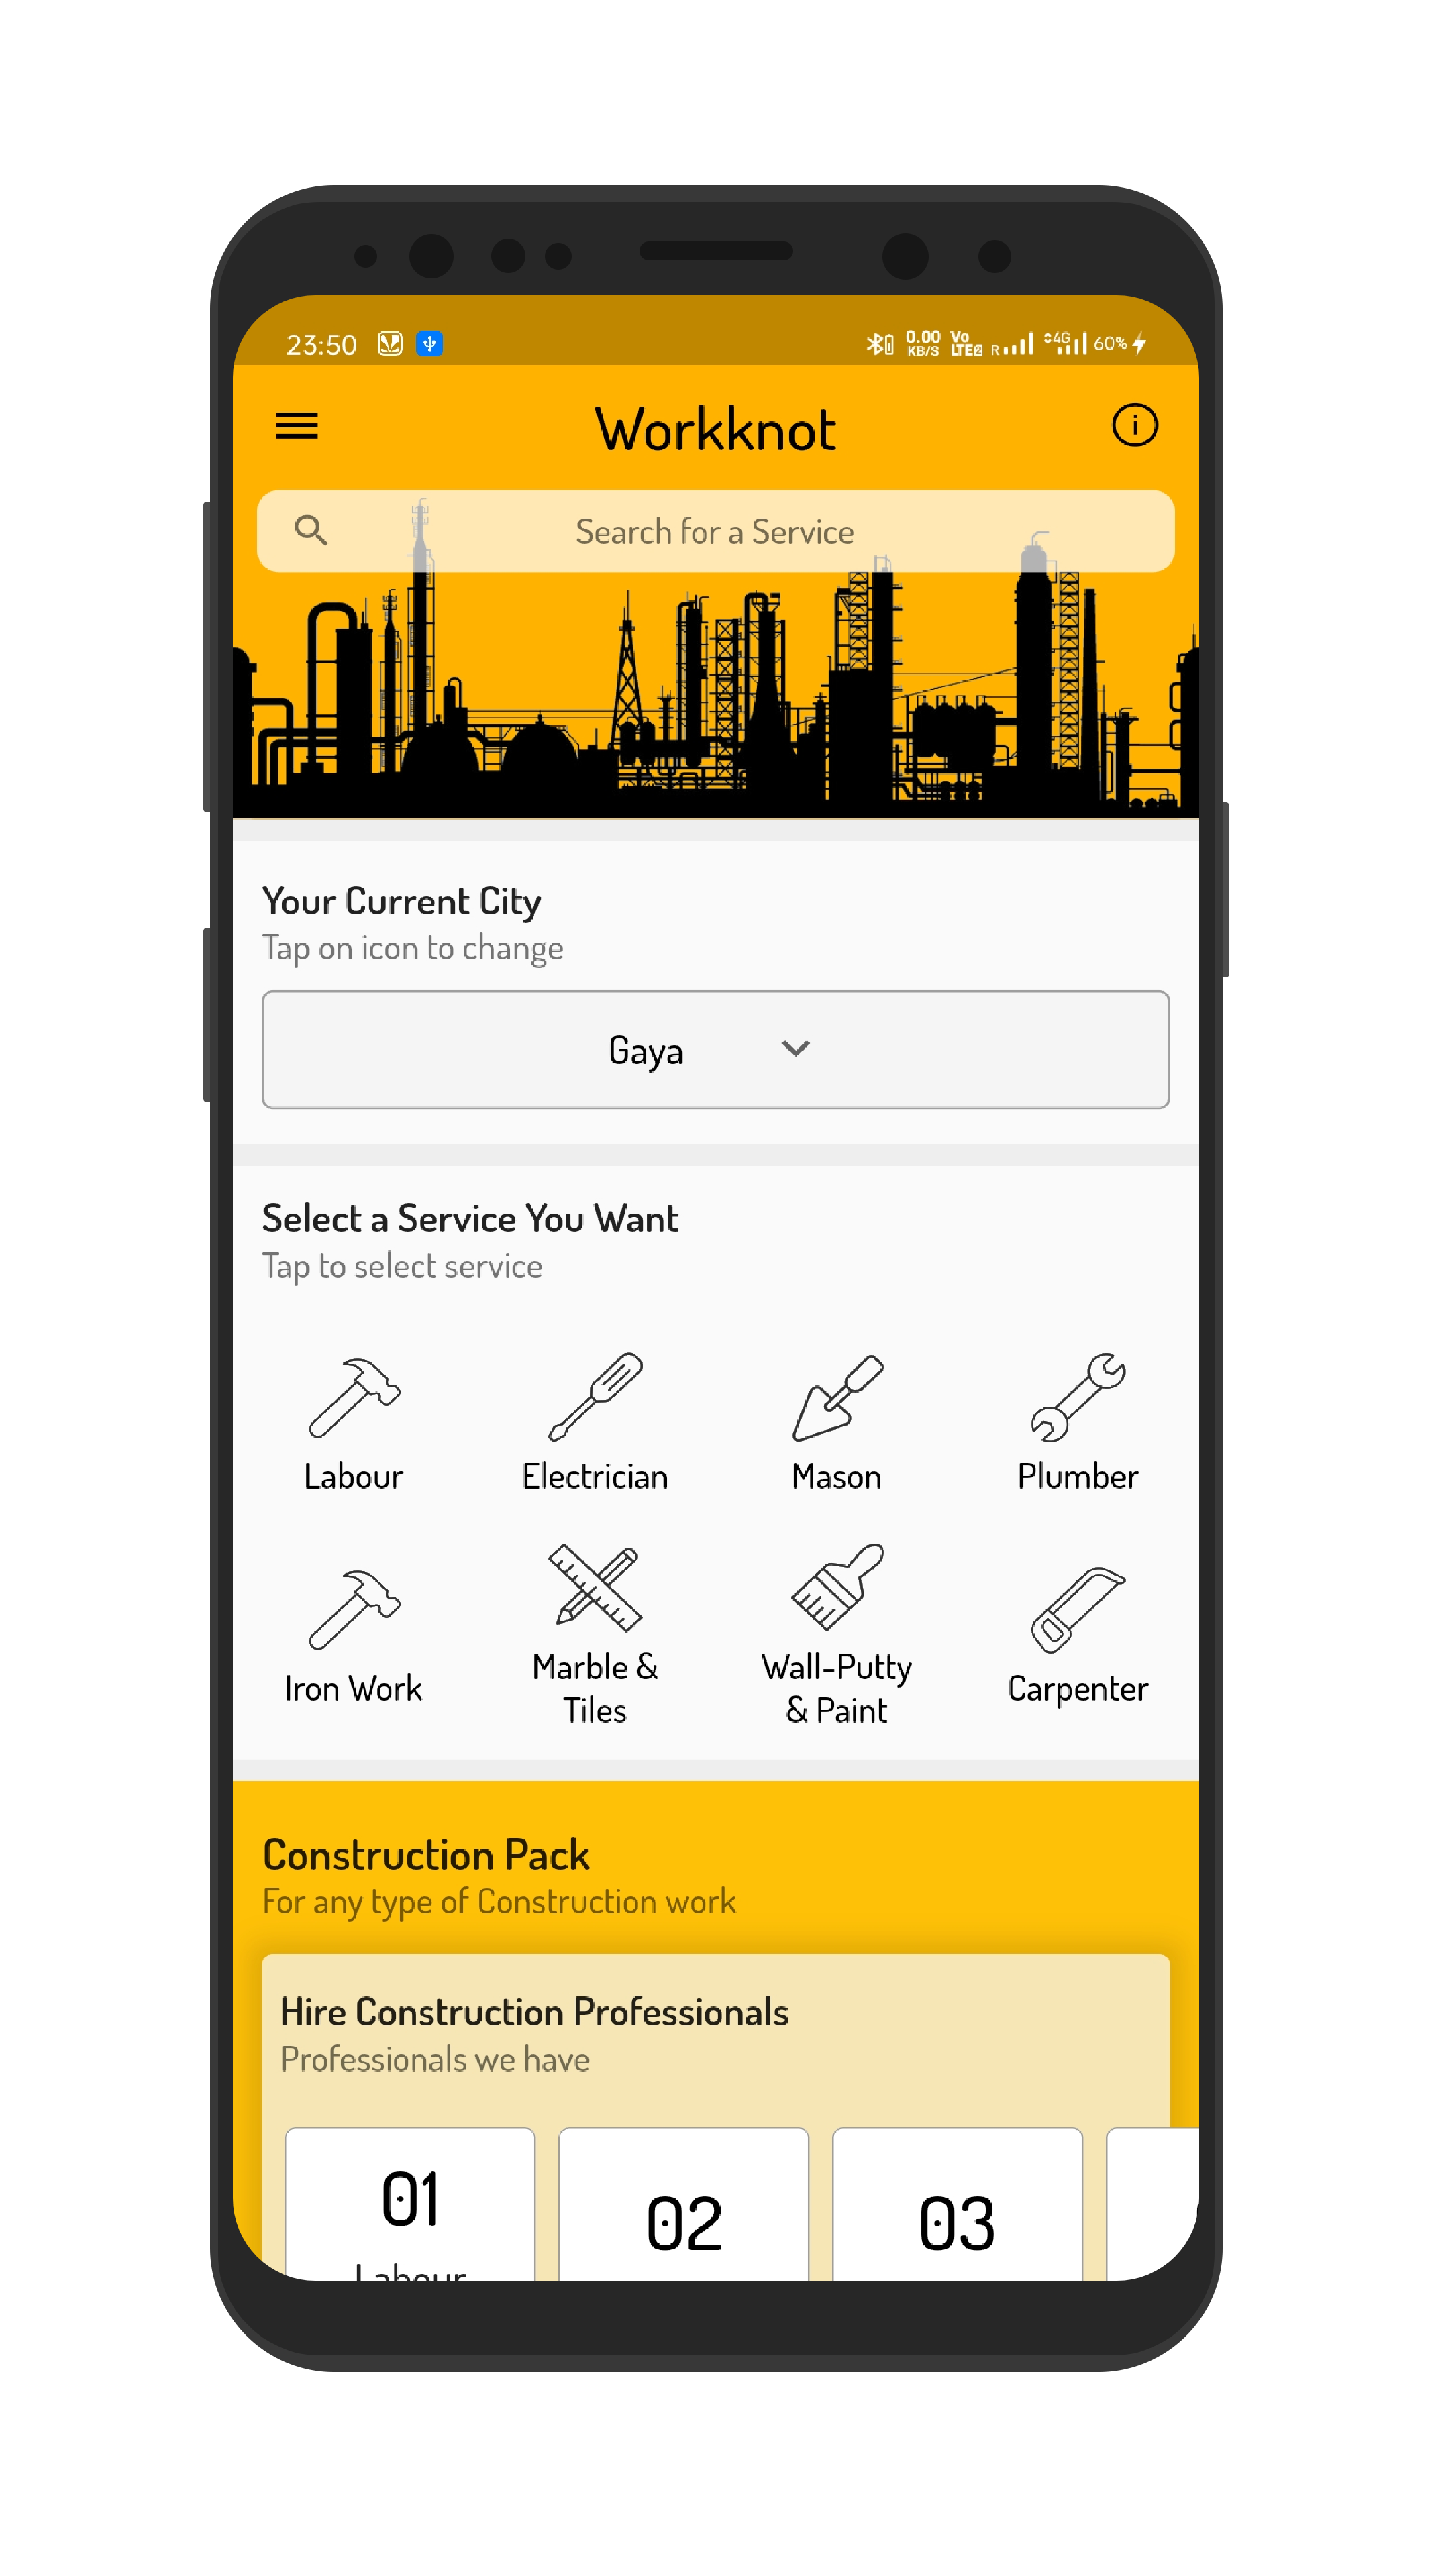 23:50 0.00 KB/S Vo LTE2 R 4G 60%
Workknot
Search for a Service
Your Current City
Tap on icon to change
Gaya
Select a Service You Want
Tap to select service
Labour Electrician Mason Plumber
Iron Work Marble & Tiles Wall-Putty & Paint Carpenter
Construction Pack
For any type of Construction work
Hire Construction Professionals
Professionals we have
01 02 03
Labour